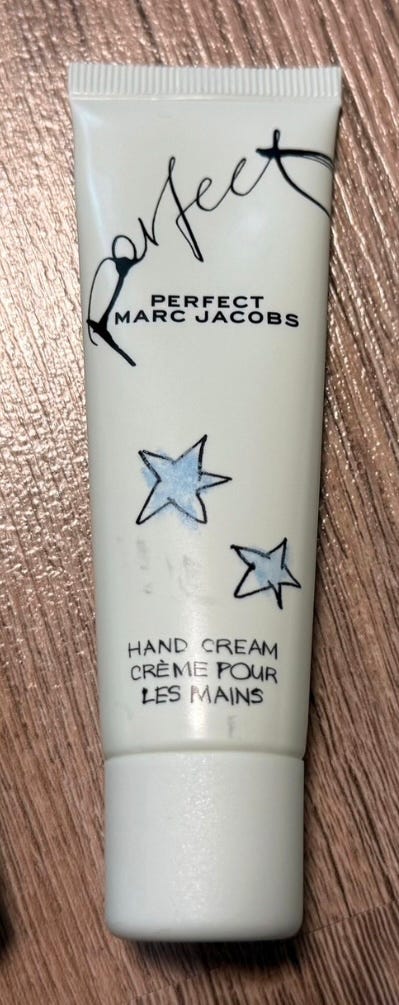 Perfect
PERFECT
MARC JACOBS
HAND CREAM
CRÈME POUR
LES MAINS